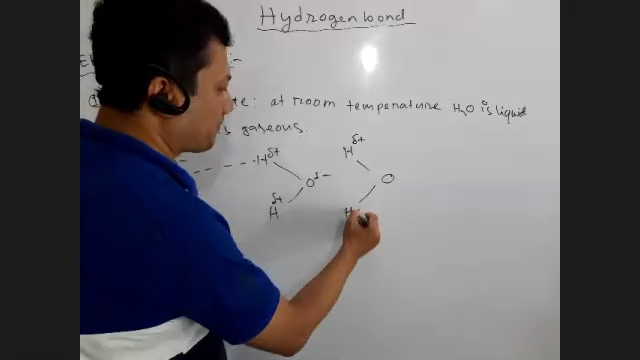 Hydrogen bond
at room temperature H2O is liquid
gaseous.
H δ+
O δ-
H δ+
H δ+
O
H